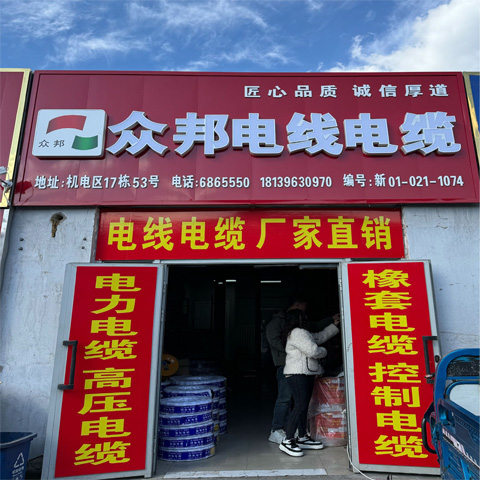 匠心品质 诚信厚道
众邦
众邦电线电缆
地址:机电区17栋53号 电话:6865550 18139630970 编号:新01-021-1074
电线电缆厂家直销
电力电缆 高压电缆
橡套电缆 控制电缆